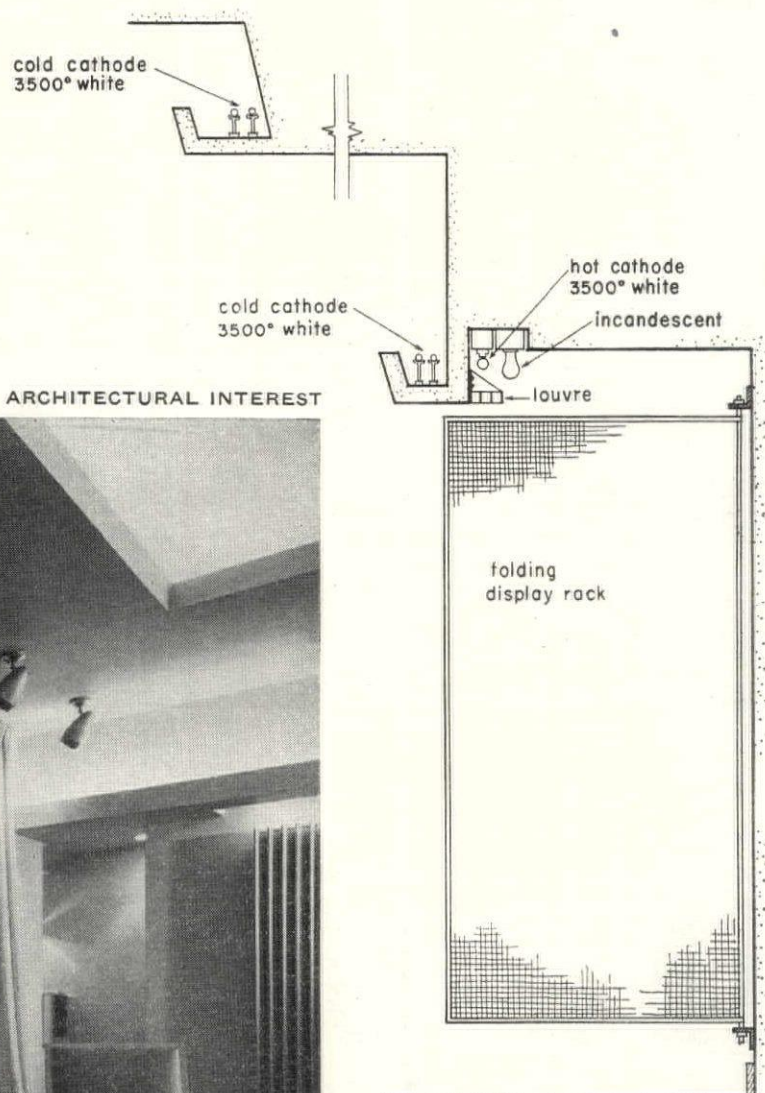 cold cathode
3500° white
cold cathode
3500° white
hot cathode
3500° white
incandescent
louvre
ARCHITECTURAL INTEREST
folding
display rack